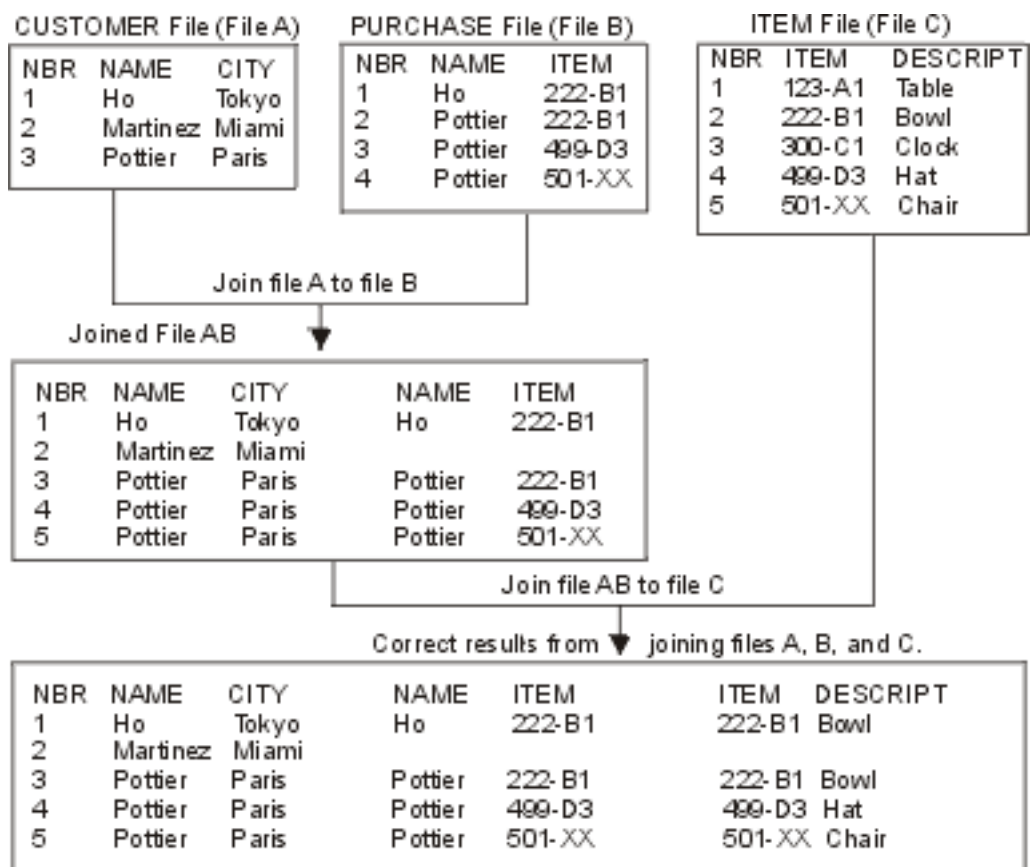 CUSTOMER File (File A)
NBR NAME CITY
1 Ho Tokyo
2 Martinez Miami
3 Pottier Paris
PURCHASE File (File B)
NBR NAME ITEM
1 Ho 222-B1
2 Pottier 222-B1
3 Pottier 499-D3
4 Pottier 501-XX
ITEM File (File C)
NBR ITEM DESCRIPT
1 123-A1 Table
2 222-B1 Bowl
3 300-C1 Clock
4 499-D3 Hat
5 501-XX Chair
Join file A to file B
Joined File AB
NBR NAME CITY NAME ITEM
1 Ho Tokyo Ho 222-B1
2 Martinez Miami
3 Pottier Paris Pottier 222-B1
4 Pottier Paris Pottier 499-D3
5 Pottier Paris Pottier 501-XX
Join file AB to file C
Correct results from joining files A, B, and C.
NBR NAME CITY NAME ITEM ITEM DESCRIPT
1 Ho Tokyo Ho 222-B1 222-B1 Bowl
2 Martinez Miami
3 Pottier Paris Pottier 222-B1 222-B1 Bowl
4 Pottier Paris Pottier 499-D3 499-D3 Hat
5 Pottier Paris Pottier 501-XX 501-XX Chair